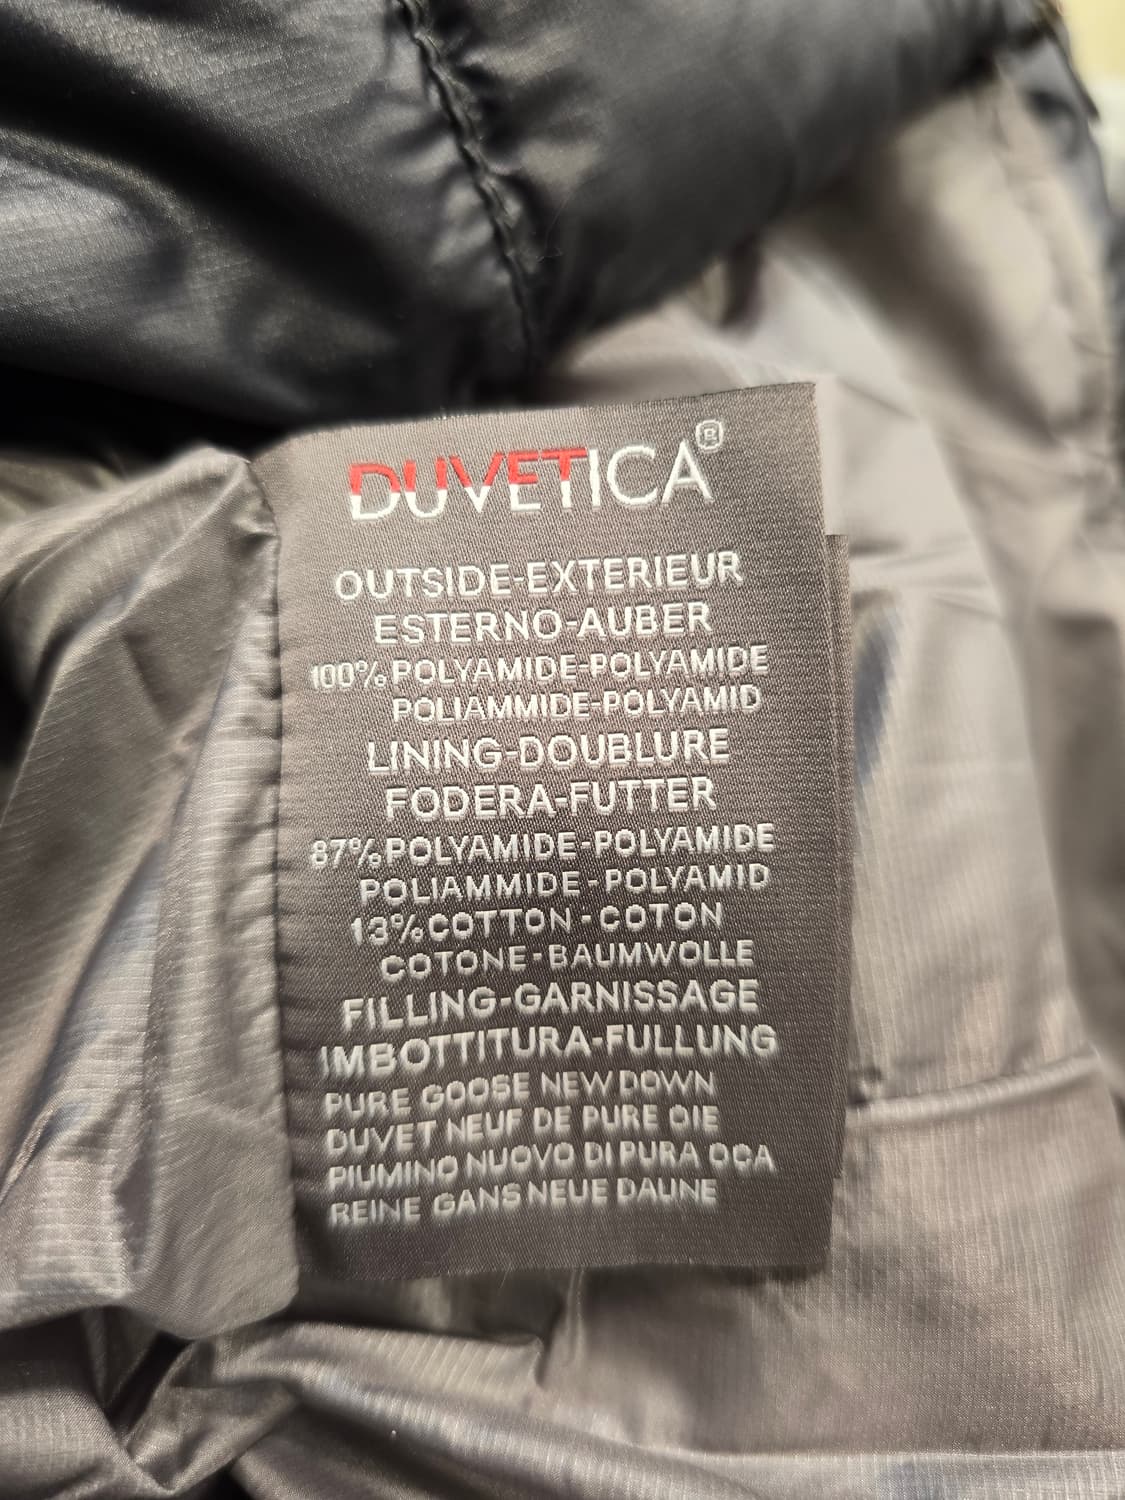 DUVETICA®
OUTSIDE-EXTERIEUR
ESTERNO-AUBER
100% POLYAMIDE-POLYAMIDE
POLIAMMIDE-POLYAMID
LINING-DOUBLURE
FODERA-FUTTER
87% POLYAMIDE-POLYAMIDE
POLIAMMIDE-POLYAMID
13% COTTON-COTON
COTONE-BAUMWOLLE
FILLING-GARNISSAGE
IMBOTTITURA-FULLUNG
PURE GOOSE NEW DOWN
DUVET NEUF DE PURE OIE
PIUMINO NUOVO DI PURA OCA
REINE GANS NEUE DAUNE